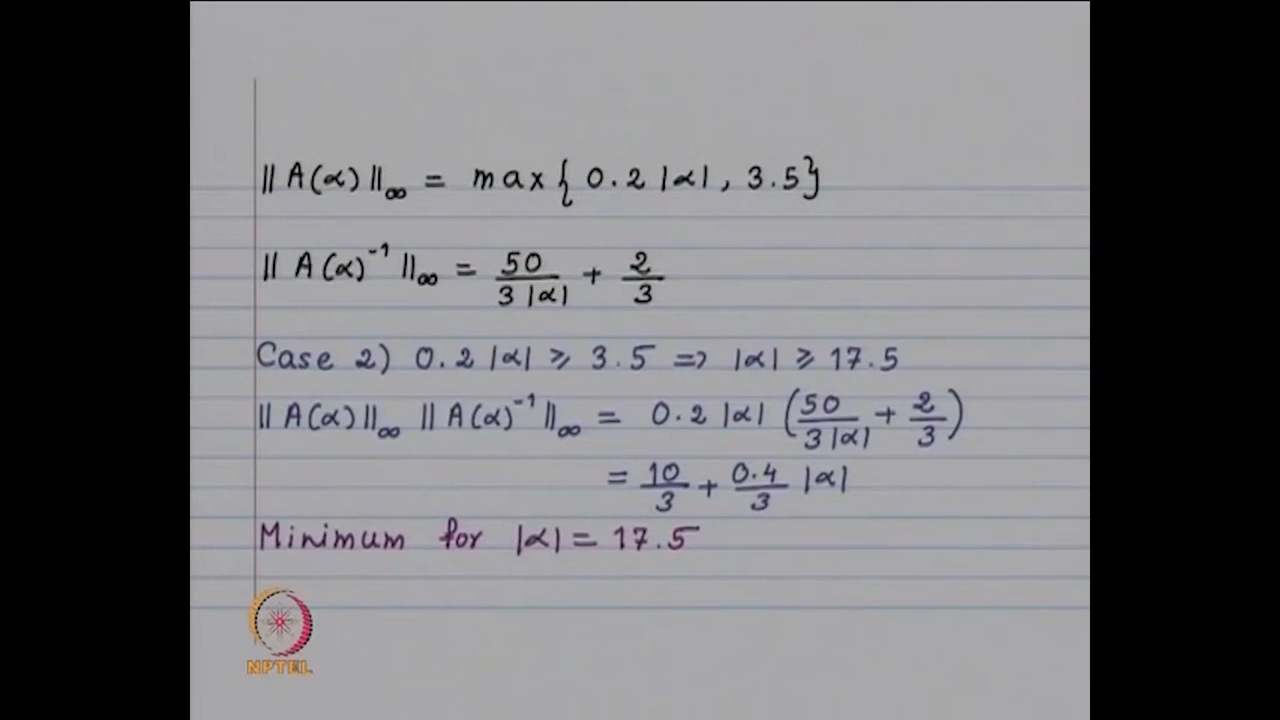 || A(α) ||∞ = max{ 0.2 |α|, 3.5}
|| A(α)⁻¹ ||∞ = 50/(3|α|) + 2/3
Case 2) 0.2 |α| ⩾ 3.5 => |α| ⩾ 17.5
|| A(α)||∞ || A(α)⁻¹ ||∞ = 0.2 |α| (50/(3|α|) + 2/3)
= 10/3 + 0.4/3 |α|
Minimum for |α| = 17.5
NPTEL